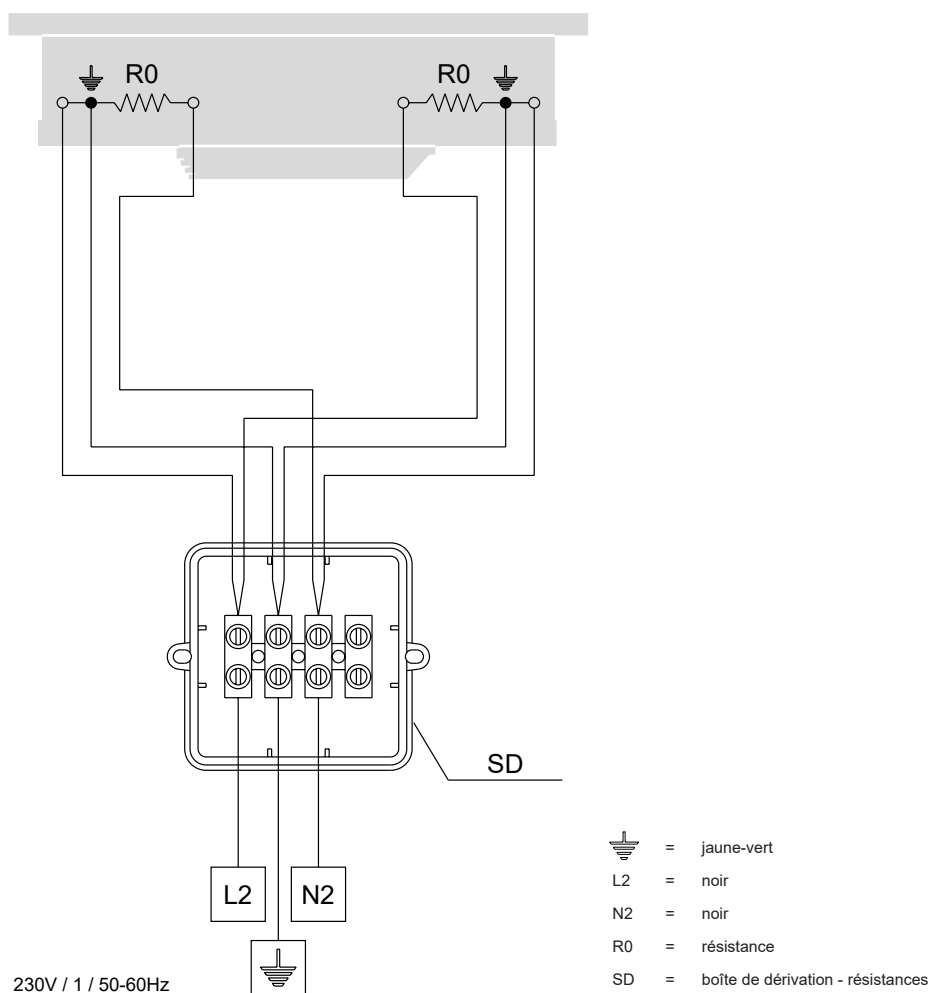 R0 R0
SD
L2 N2
230V / 1 / 50-60Hz
= jaune-vert
L2 = noir
N2 = noir
R0 = résistance
SD = boîte de dérivation - résistances